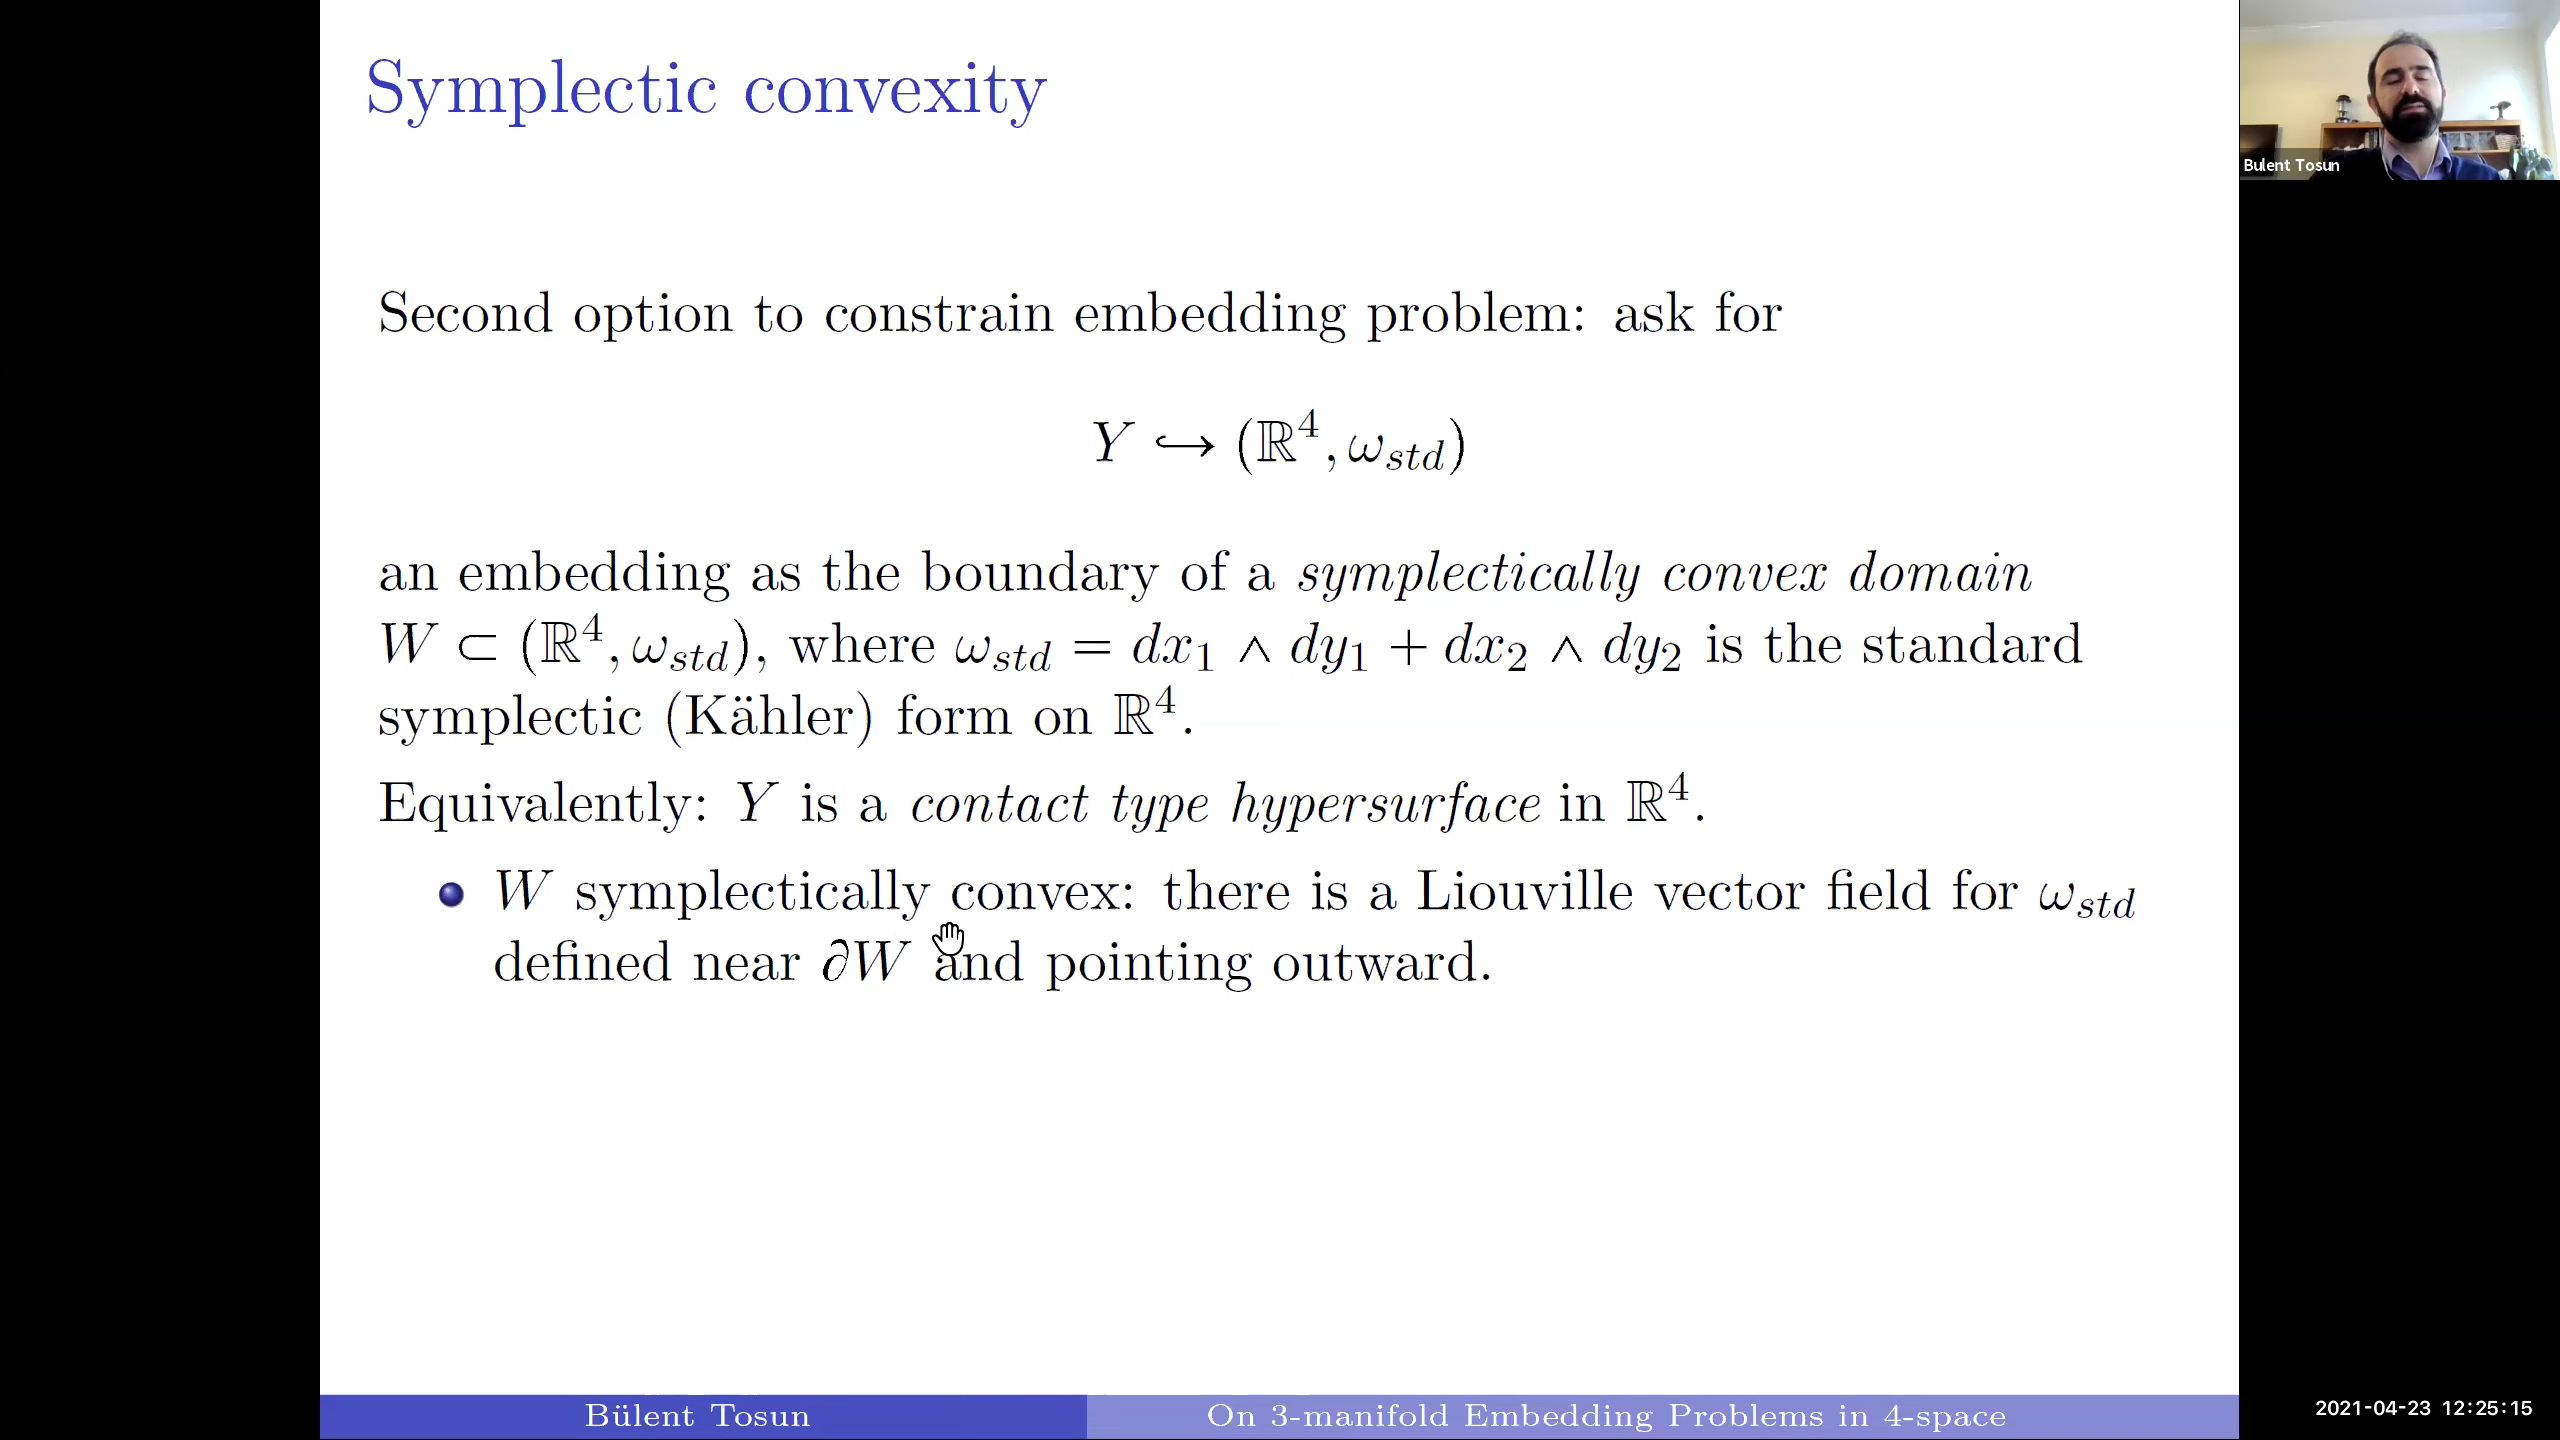 Symplectic convexity
Bulent Tosun
Second option to constrain embedding problem: ask for
Y ↪ (ℝ⁴, ω_std)
an embedding as the boundary of a symplectically convex domain
W ⊂ (ℝ⁴, ω_std), where ω_std = dx₁ ∧ dy₁ + dx₂ ∧ dy₂ is the standard
symplectic (Kähler) form on ℝ⁴.
Equivalently: Y is a contact type hypersurface in ℝ⁴.
W symplectically convex: there is a Liouville vector field for ω_std
defined near ∂W and pointing outward.
Bülent Tosun
On 3-manifold Embedding Problems in 4-space
2021-04-23 12:25:15